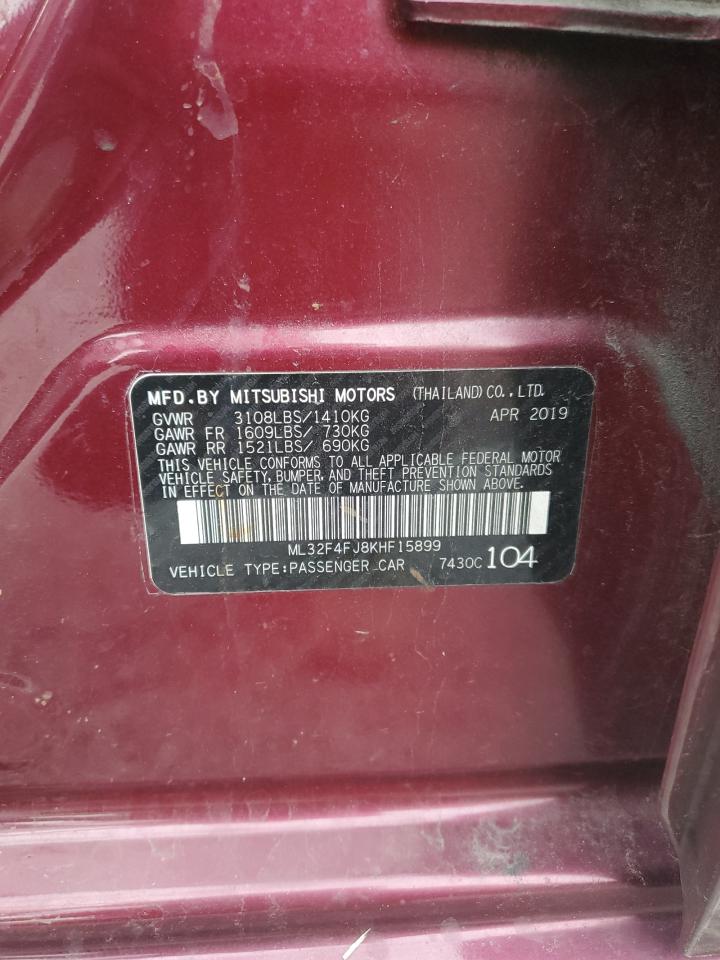 MFD.BY MITSUBISHI MOTORS (THAILAND)CO.,LTD.
GVWR 3108LBS/1410KG APR 2019
GAWR FR 1609LBS/ 730KG
GAWR RR 1521LBS/ 690KG
THIS VEHICLE CONFORMS TO ALL APPLICABLE FEDERAL MOTOR
VEHICLE SAFETY, BUMPER, AND THEFT PREVENTION STANDARDS
IN EFFECT ON THE DATE OF MANUFACTURE SHOWN ABOVE.
ML32F4FJ8KHF15899
VEHICLE TYPE:PASSENGER CAR 7430C 104